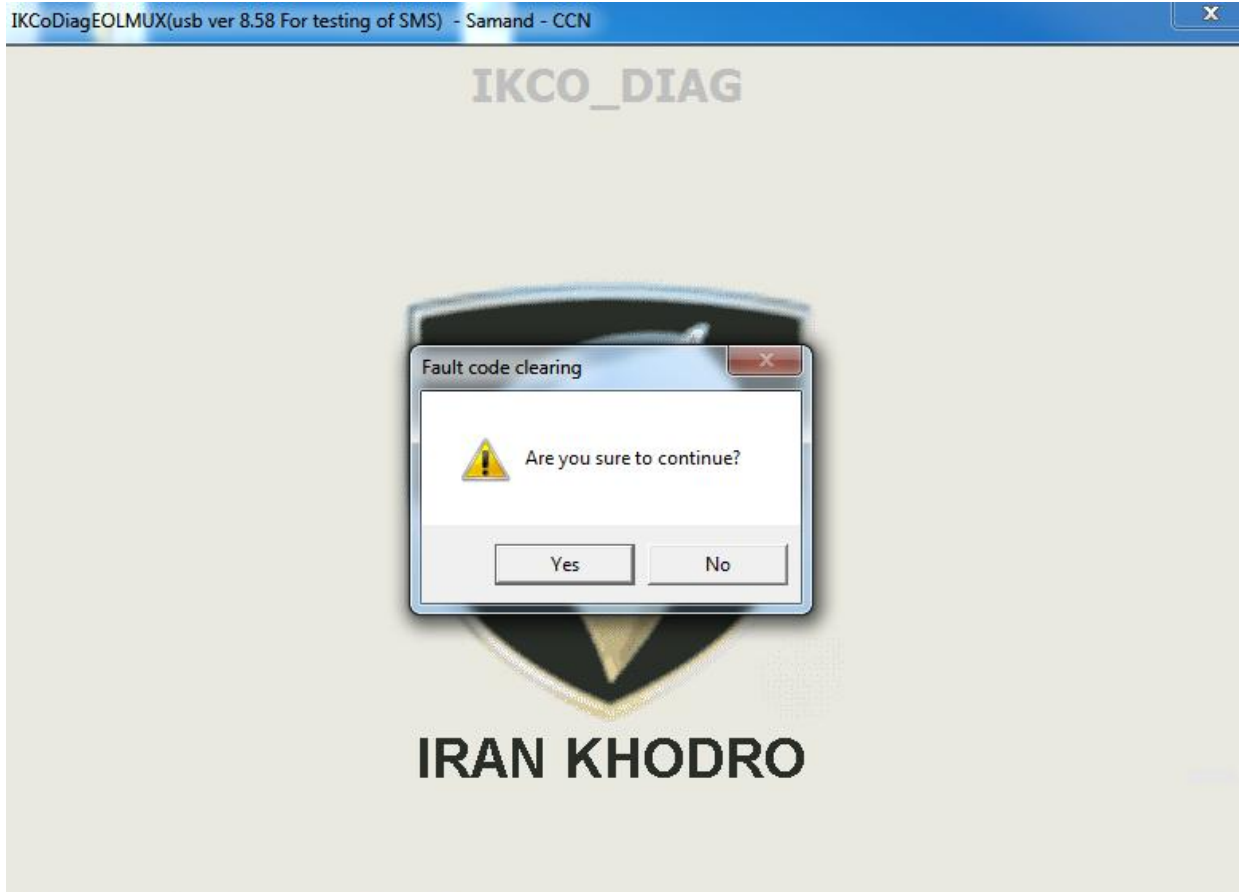 IKCoDiagEOLMUX(usb ver 8.58 For testing of SMS) - Samand - CCN
IKCO_DIAG
Fault code clearing
Are you sure to continue?
Yes No
IRAN KHODRO